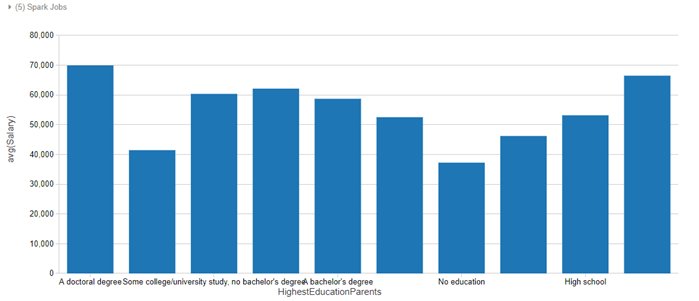 (5) Spark Jobs
80,000
70,000
60,000
50,000
40,000
30,000
20,000
10,000
0
avg(Salary)
A doctoral degree
Some college/university study, no bachelor's degree
A bachelor's degree
No education
High school
HighestEducationParents